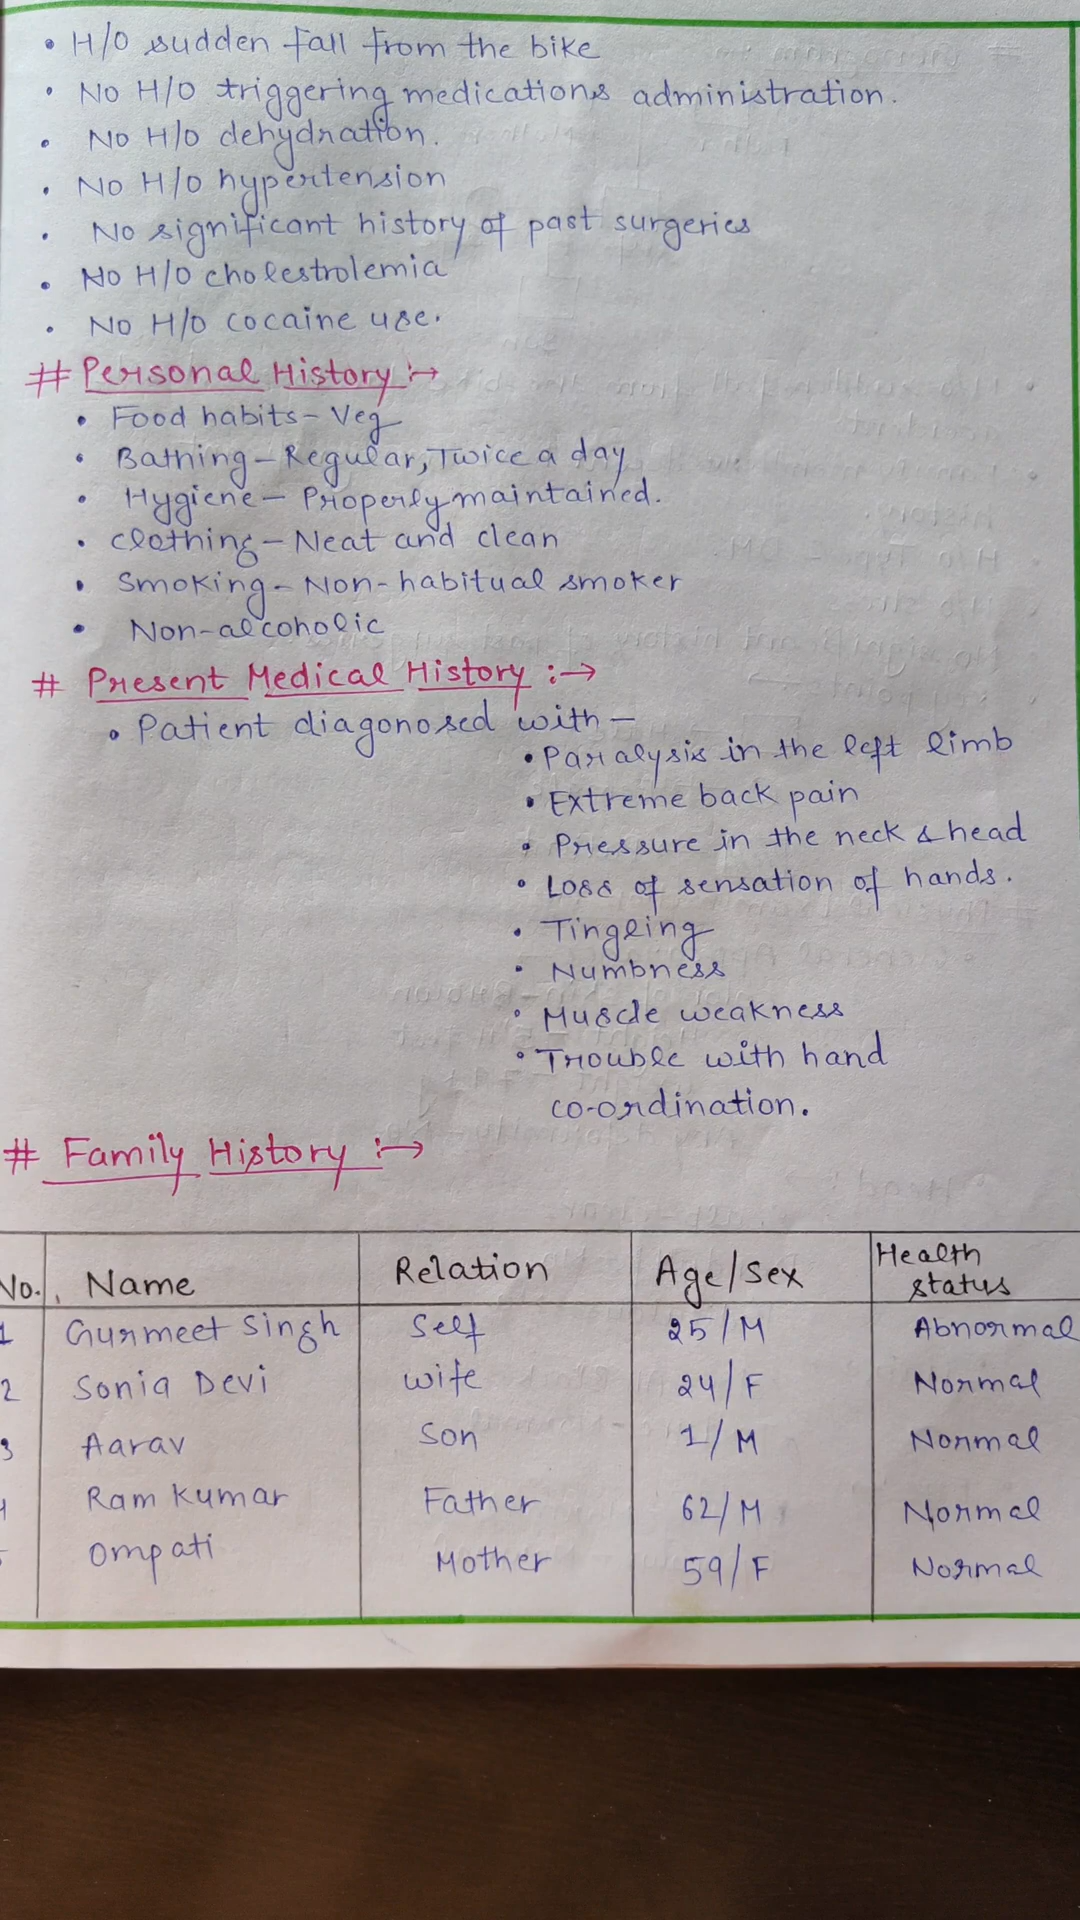 • H/O sudden fall from the bike
• No H/O triggering medications administration.
• No H/O dehydration.
• No H/O hypertension
• No significant history of past surgeries
• No H/O cholestrolemia
• No H/O cocaine use.
# Personal History :→
• Food habits - Veg
• Bathing - Regular, Twice a day
• Hygiene - Properly maintained.
• Clothing - Neat and clean
• Smoking - Non-habitual smoker
• Non-alcoholic
# Present Medical History :→
• Patient diagonosed with -
• Paralysis in the left limb
• Extreme back pain
• Pressure in the neck & head
• Loss of sensation of hands.
• Tingling
• Numbness
• Muscle weakness
• Trouble with hand
co-ordination.
# Family History :→
No. Name Relation Age/Sex Health status
1 Gurmeet Singh Self 25/M Abnormal
2 Sonia Devi wife 24/F Normal
3 Aarav Son 1/M Normal
Ram Kumar Father 62/M Normal
Ompati Mother 59/F Normal